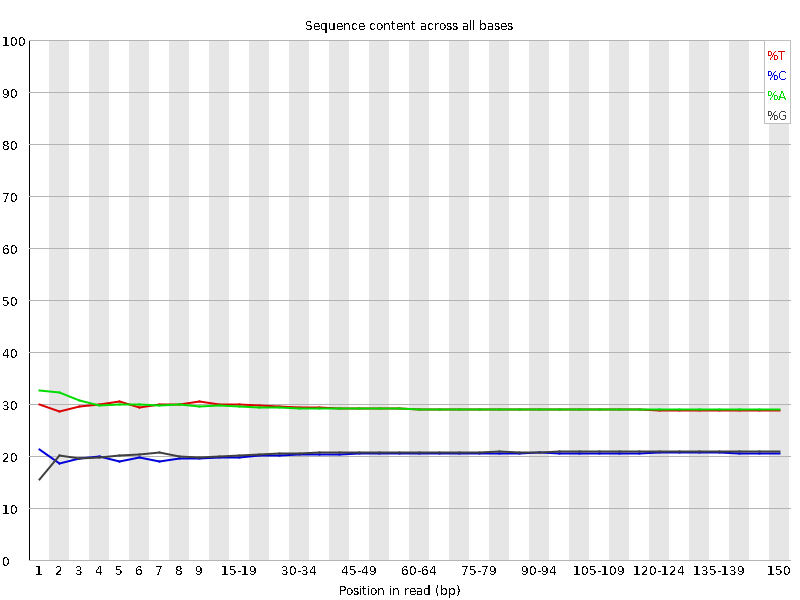 Sequence content across all bases
100
90
80
70
60
50
40
30
20
10
0
%T
%C
%A
%G
1 2 3 4 5 6 7 8 9 15-19 30-34 45-49 60-64 75-79 90-94 105-109 120-124 135-139 150
Position in read (bp)